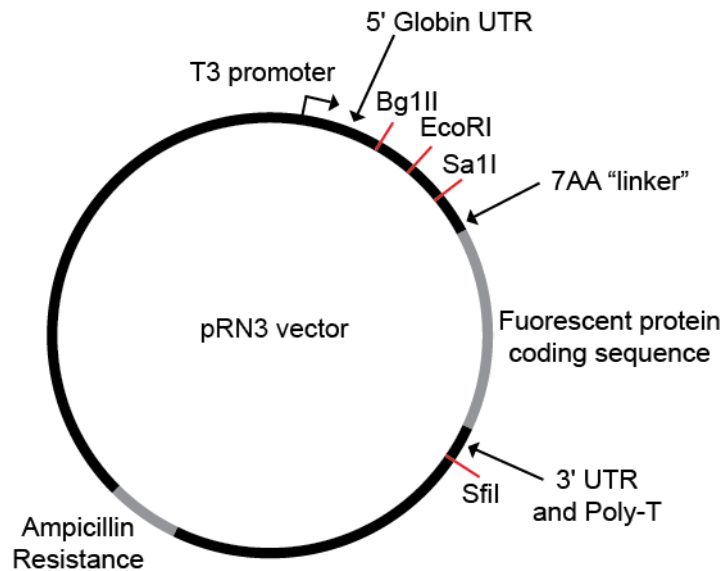 5' Globin UTR
T3 promoter
Bg1II
EcoRI
Sa1I
7AA “linker”
pRN3 vector
Fuorescent protein
coding sequence
SfiI
3' UTR
and Poly-T
Ampicillin
Resistance